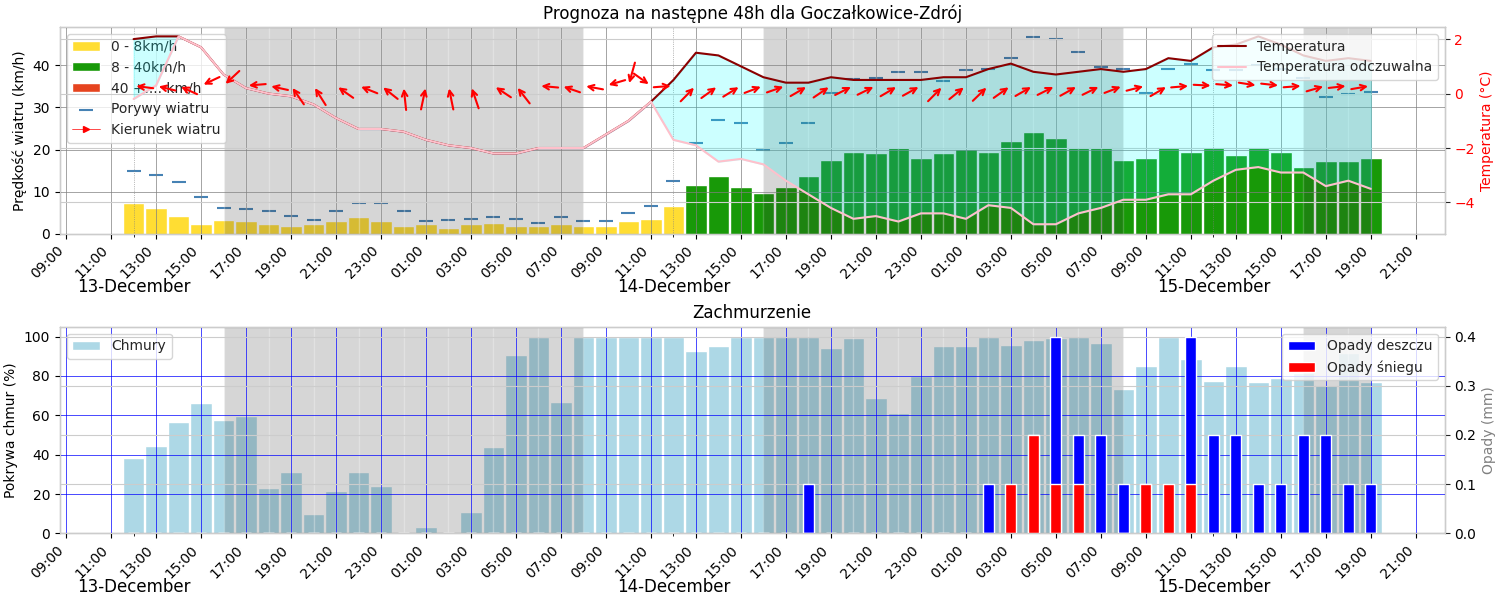 Prognoza na następne 48h dla Goczałkowice-Zdrój
Prędkość wiatru (km/h)
40
30
20
10
0
0 - 8km/h
8 - 40km/h
40 - ... km/h
Porywy wiatru
Kierunek wiatru
Temperatura
Temperatura odczuwalna
2
0
−2
−4
Temperatura (°C)
09:00 11:00 13:00 15:00 17:00 19:00 21:00 23:00 01:00 03:00 05:00 07:00 09:00 11:00 13:00 15:00 17:00 19:00 21:00 23:00 01:00 03:00 05:00 07:00 09:00 11:00 13:00 15:00 17:00 19:00 21:00
13-December 14-December 15-December
Zachmurzenie
Pokrywa chmur (%)
100
80
60
40
20
0
Chmury
Opady deszczu
Opady śniegu
0.4
0.3
0.2
0.1
0.0
Opady (mm)
09:00 11:00 13:00 15:00 17:00 19:00 21:00 23:00 01:00 03:00 05:00 07:00 09:00 11:00 13:00 15:00 17:00 19:00 21:00 23:00 01:00 03:00 05:00 07:00 09:00 11:00 13:00 15:00 17:00 19:00 21:00
13-December 14-December 15-December